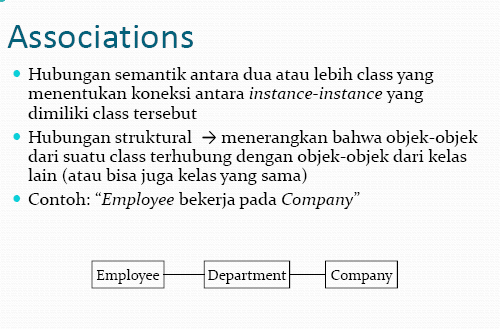 Associations
• Hubungan semantik antara dua atau lebih class yang
menentukan koneksi antara instance-instance yang
dimiliki class tersebut
• Hubungan struktural → menerangkan bahwa objek-objek
dari suatu class terhubung dengan objek-objek dari kelas
lain (atau bisa juga kelas yang sama)
• Contoh: “Employee bekerja pada Company”
Employee Department Company